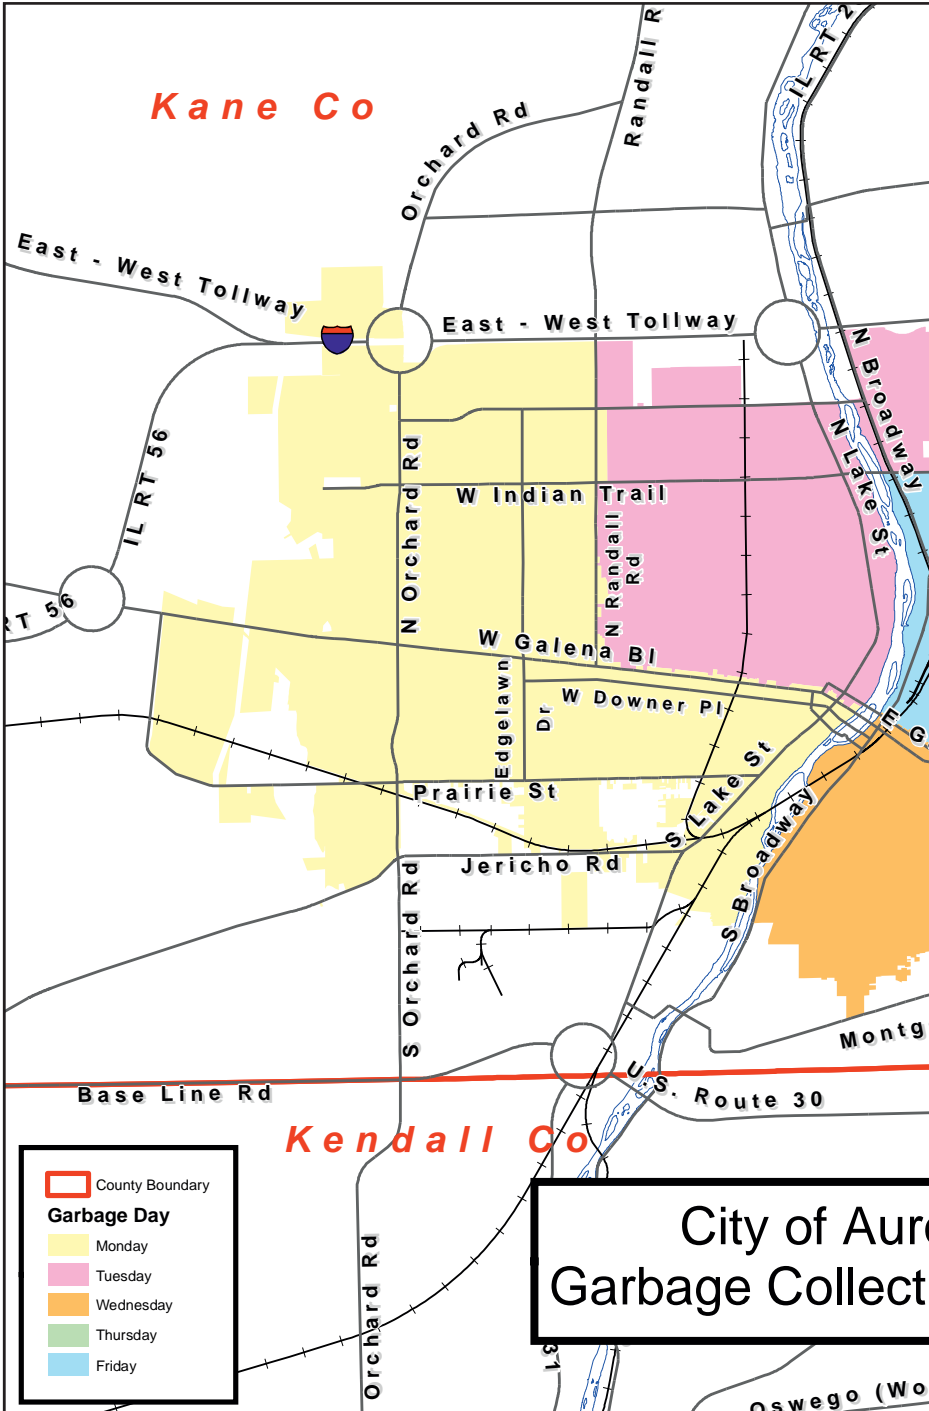 Kane Co
Orchard Rd
Randall R
IL RT 2
East - West Tollway
East - West Tollway
N Broadway
N Lake St
IL RT 56
N Orchard Rd
W Indian Trail
N Randall
Rd
RT 56
W Galena Bl
Edgelawn
Dr
W Downer Pl
E G
Prairie St
S Lake St
S Broadway
Jericho Rd
S Orchard Rd
Montg
Base Line Rd
U.S. Route 30
Kendall Co
County Boundary
Garbage Day
Monday
Tuesday
Wednesday
Thursday
Friday
Orchard Rd
City of Aur
Garbage Collect
31
Oswego (Wo